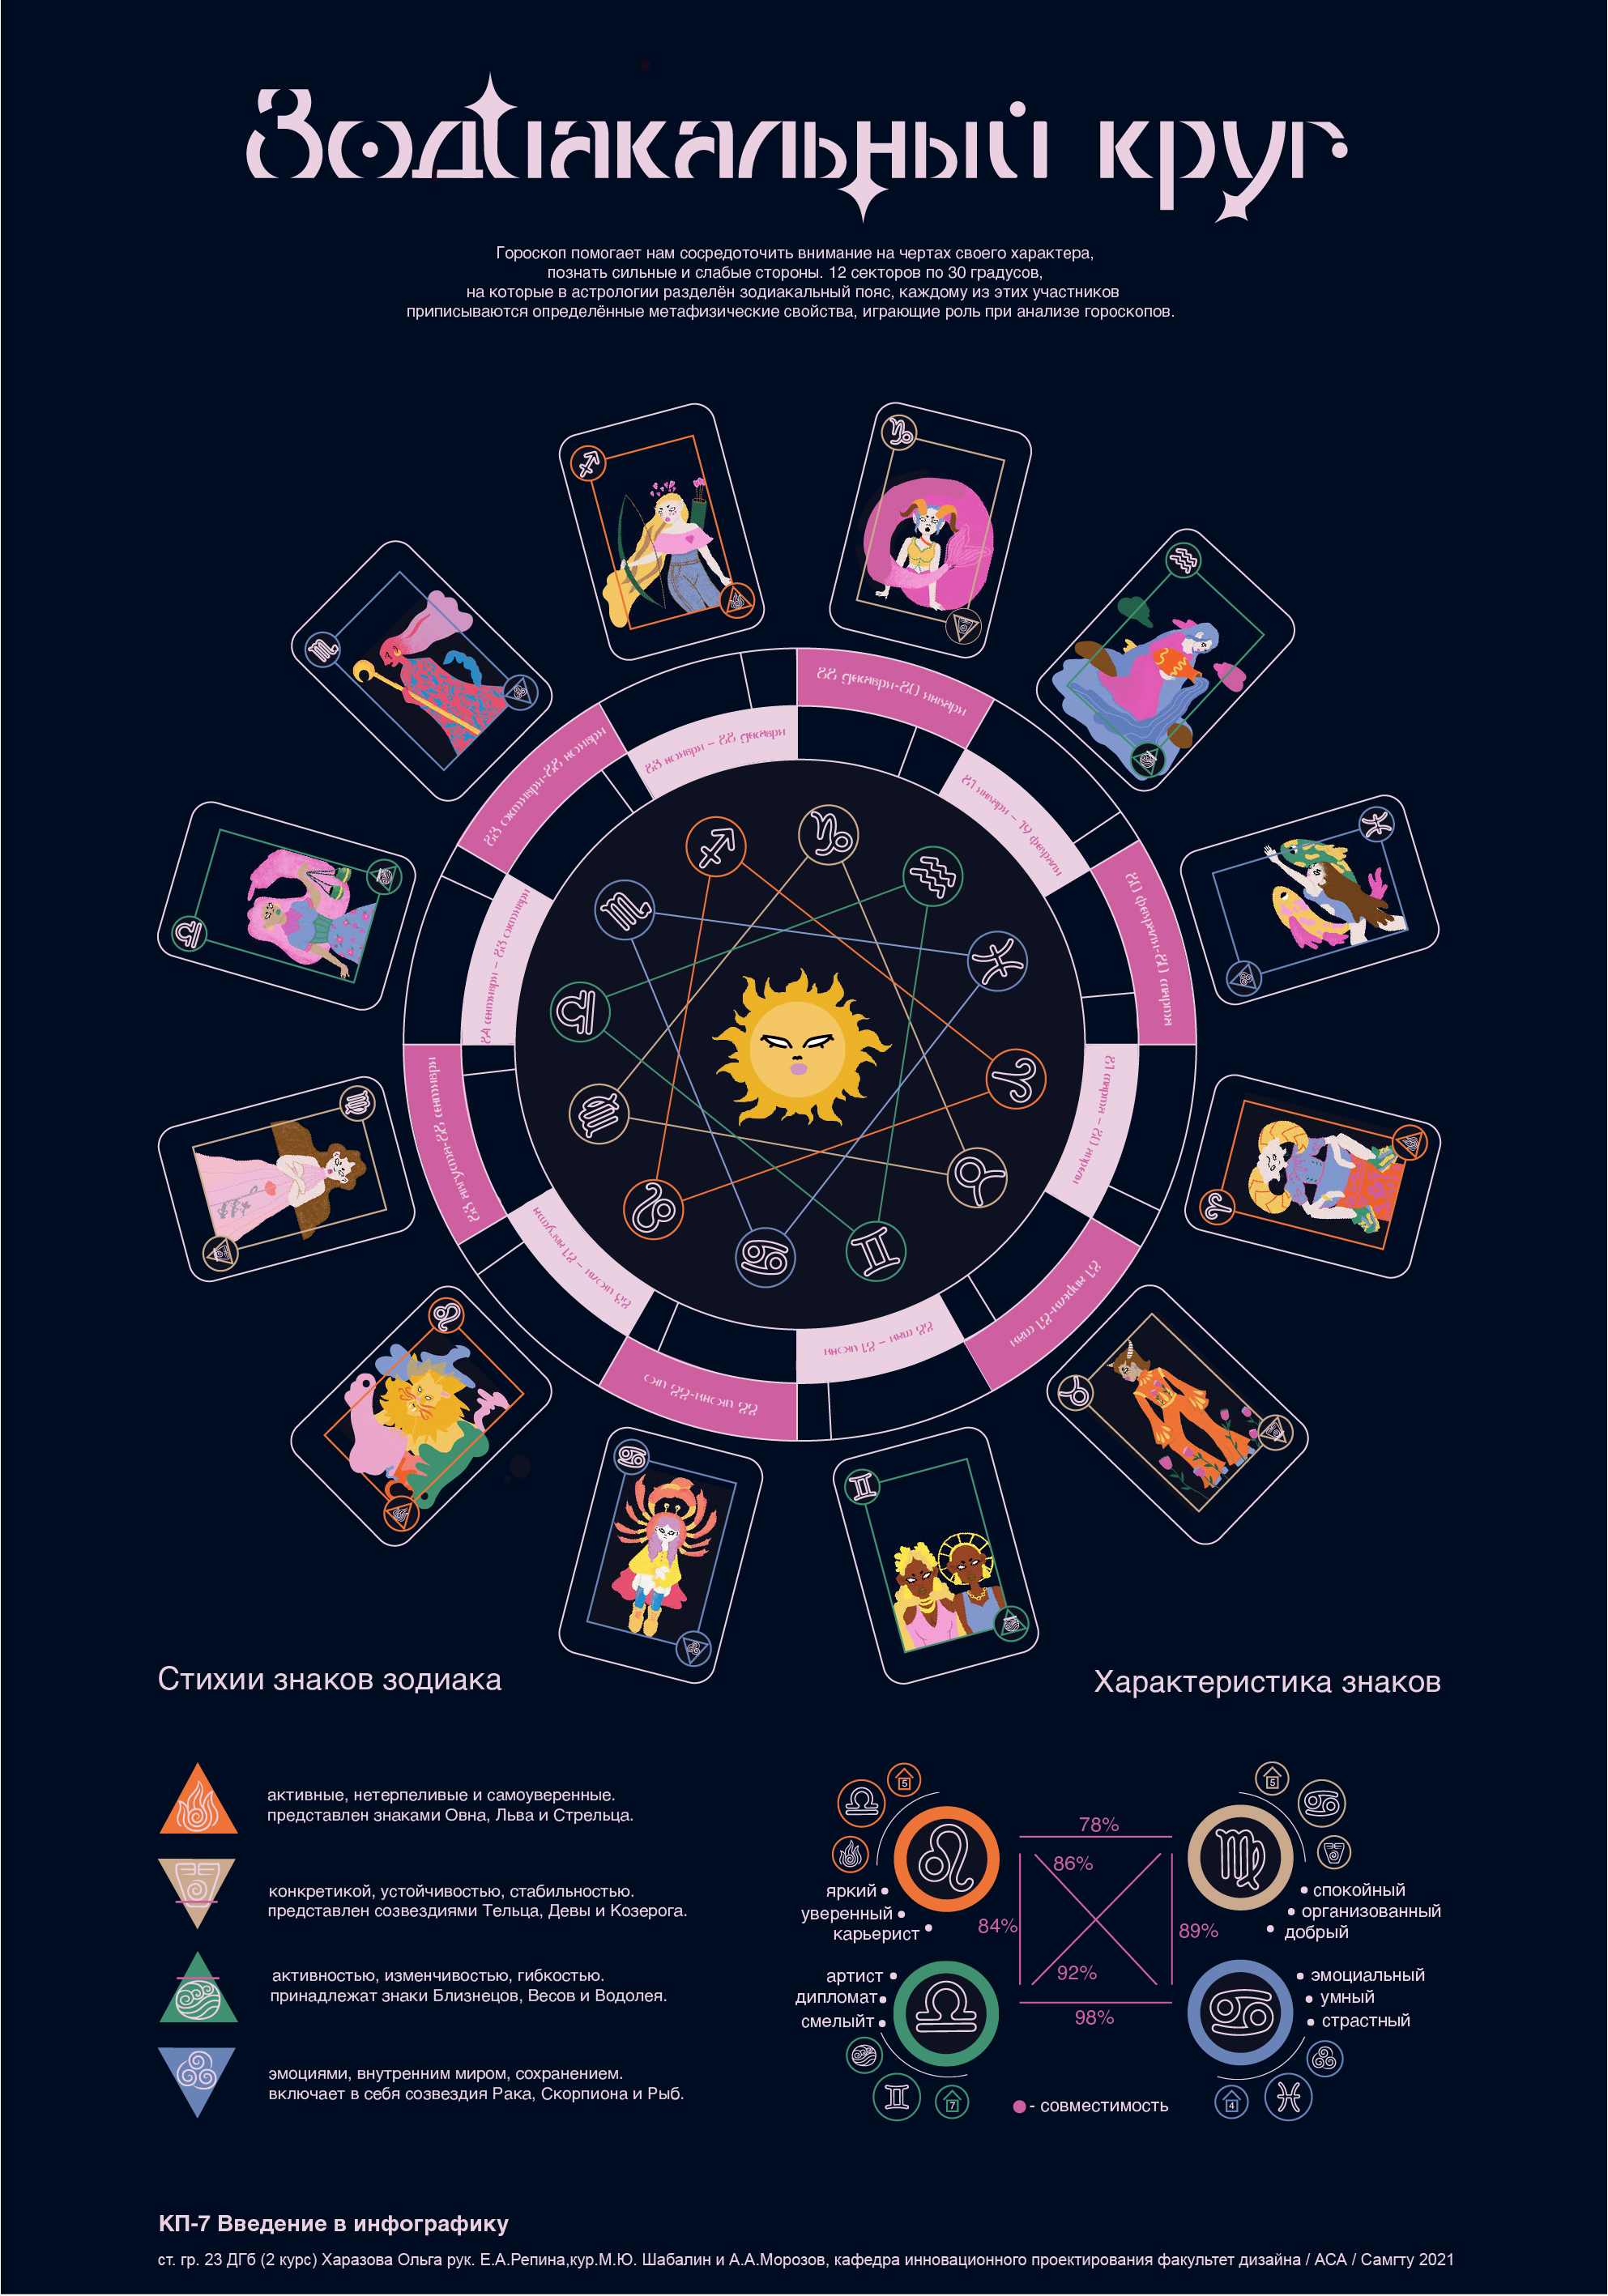 Зодиакальный круг
Гороскоп помогает нам сосредоточить внимание на чертах своего характера,
познать сильные и слабые стороны. 12 секторов по 30 градусов,
на которые в астрологии разделён зодиакальный пояс, каждому из этих участников
приписываются определённые метафизические свойства, играющие роль при анализе гороскопов.
22 декабря-20 января
21 января – 19 февраля
20 февраля-20 марта
21 марта – 20 апреля
21 апреля-21 мая
22 мая – 21 июня
22 июня-22 ию
23 июля – 21 августа
23 августа-23 сентября
24 сентября – 23 октября
23 октября-22 ноября
23 ноября – 22 декабря
Стихии знаков зодиака
активные, нетерпеливые и самоуверенные.
представлен знаками Овна, Льва и Стрельца.
конкретикой, устойчивостью, стабильностью.
представлен созвездиями Тельца, Девы и Козерога.
активностью, изменчивостью, гибкостью.
принадлежат знаки Близнецов, Весов и Водолея.
эмоциями, внутренним миром, сохранением.
включает в себя созвездия Рака, Скорпиона и Рыб.
Характеристика знаков
5
5
78%
86%
84%
89%
92%
98%
яркий
уверенный
карьерист
спокойный
организованный
добрый
артист
дипломат
смелыйт
эмоциальный
умный
страстный
7
4
- совместимость
КП-7 Введение в инфографику
ст. гр. 23 ДГб (2 курс) Харазова Ольга рук. Е.А.Репина,кур.М.Ю. Шабалин и А.А.Морозов, кафедра инновационного проектирования факультет дизайна / АСА / Самгту 2021